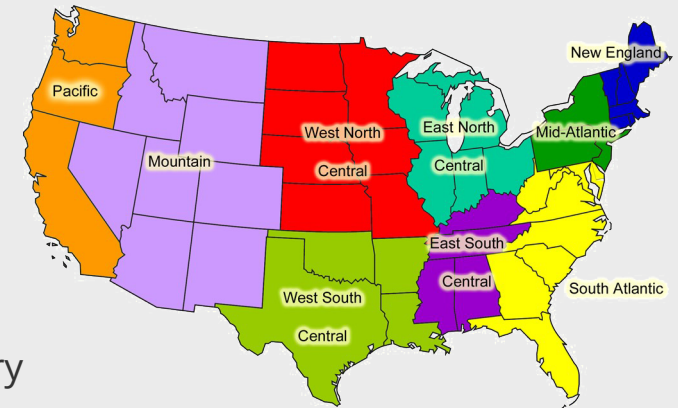 New England
Pacific
West North
East North
Mid-Atlantic
Mountain
Central
Central
East South
Central
South Atlantic
West South
Central
ry